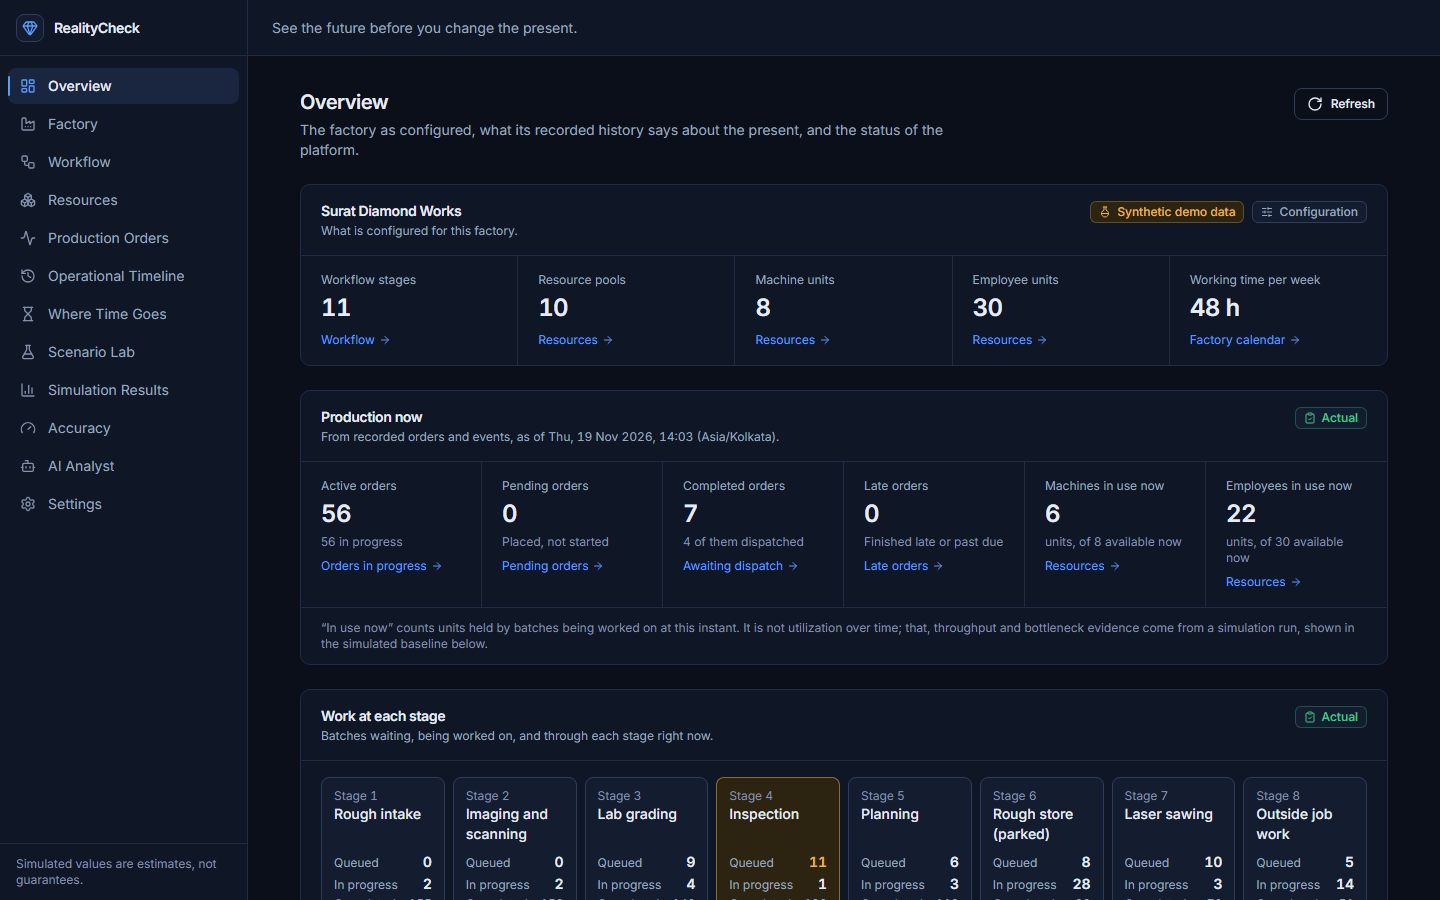 RealityCheck
See the future before you change the present.
Overview
Factory
Workflow
Resources
Production Orders
Operational Timeline
Where Time Goes
Scenario Lab
Simulation Results
Accuracy
AI Analyst
Settings
Simulated values are estimates, not
guarantees.
Overview
The factory as configured, what its recorded history says about the present, and the status of the
platform.
Refresh
Surat Diamond Works
What is configured for this factory.
Synthetic demo data
Configuration
Workflow stages
11
Workflow →
Resource pools
10
Resources →
Machine units
8
Resources →
Employee units
30
Resources →
Working time per week
48 h
Factory calendar →
Production now
From recorded orders and events, as of Thu, 19 Nov 2026, 14:03 (Asia/Kolkata).
Actual
Active orders
56
56 in progress
Orders in progress →
Pending orders
0
Placed, not started
Pending orders →
Completed orders
7
4 of them dispatched
Awaiting dispatch →
Late orders
0
Finished late or past due
Late orders →
Machines in use now
6
units, of 8 available now
Resources →
Employees in use now
22
units, of 30 available
now
Resources →
“In use now” counts units held by batches being worked on at this instant. It is not utilization over time; that, throughput and bottleneck evidence come from a simulation run, shown in
the simulated baseline below.
Work at each stage
Batches waiting, being worked on, and through each stage right now.
Actual
Stage 1
Rough intake
Queued 0
In progress 2
Stage 2
Imaging and
scanning
Queued 0
In progress 2
Stage 3
Lab grading
Queued 9
In progress 4
Stage 4
Inspection
Queued 11
In progress 1
Stage 5
Planning
Queued 6
In progress 3
Stage 6
Rough store
(parked)
Queued 8
In progress 28
Stage 7
Laser sawing
Queued 10
In progress 3
Stage 8
Outside job
work
Queued 5
In progress 14